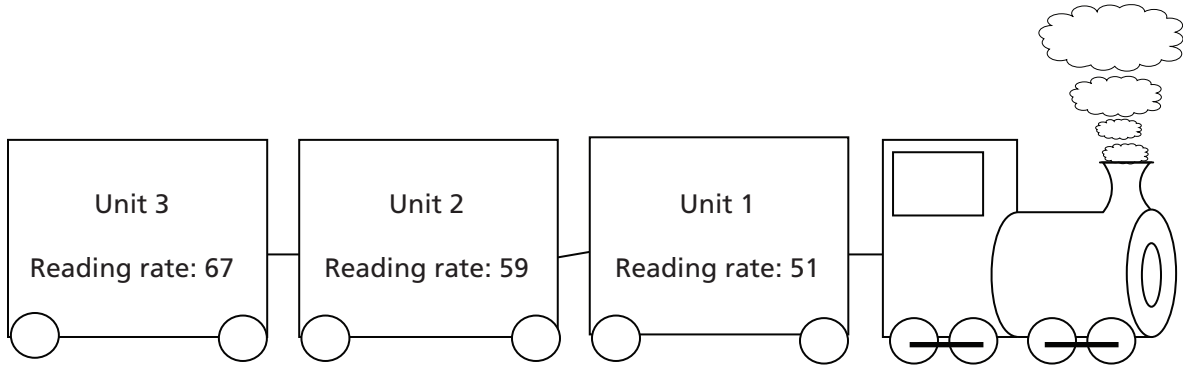 Unit 3
Reading rate: 67
Unit 2
Reading rate: 59
Unit 1
Reading rate: 51